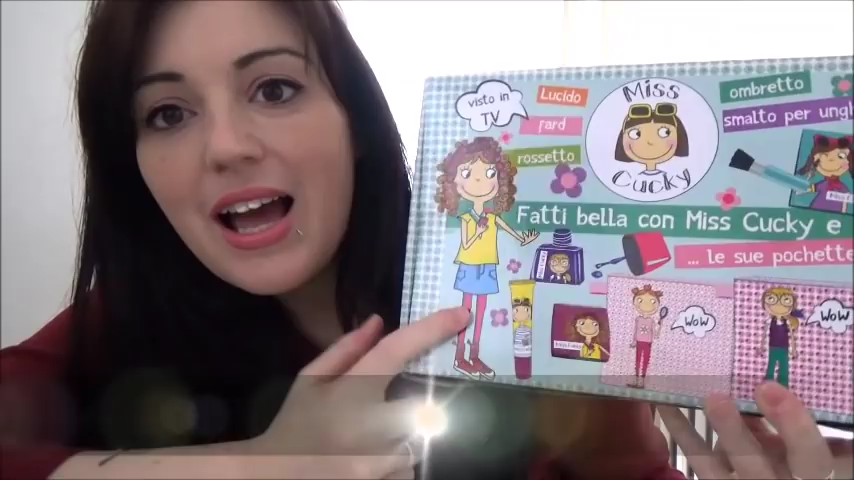 visto in
TV
Lucido
fard
rossetto
Miss
Cucky
ombretto
smalto per ungh
Fatti bella con Miss Cucky e
... le sue pochett
WOW
WOW